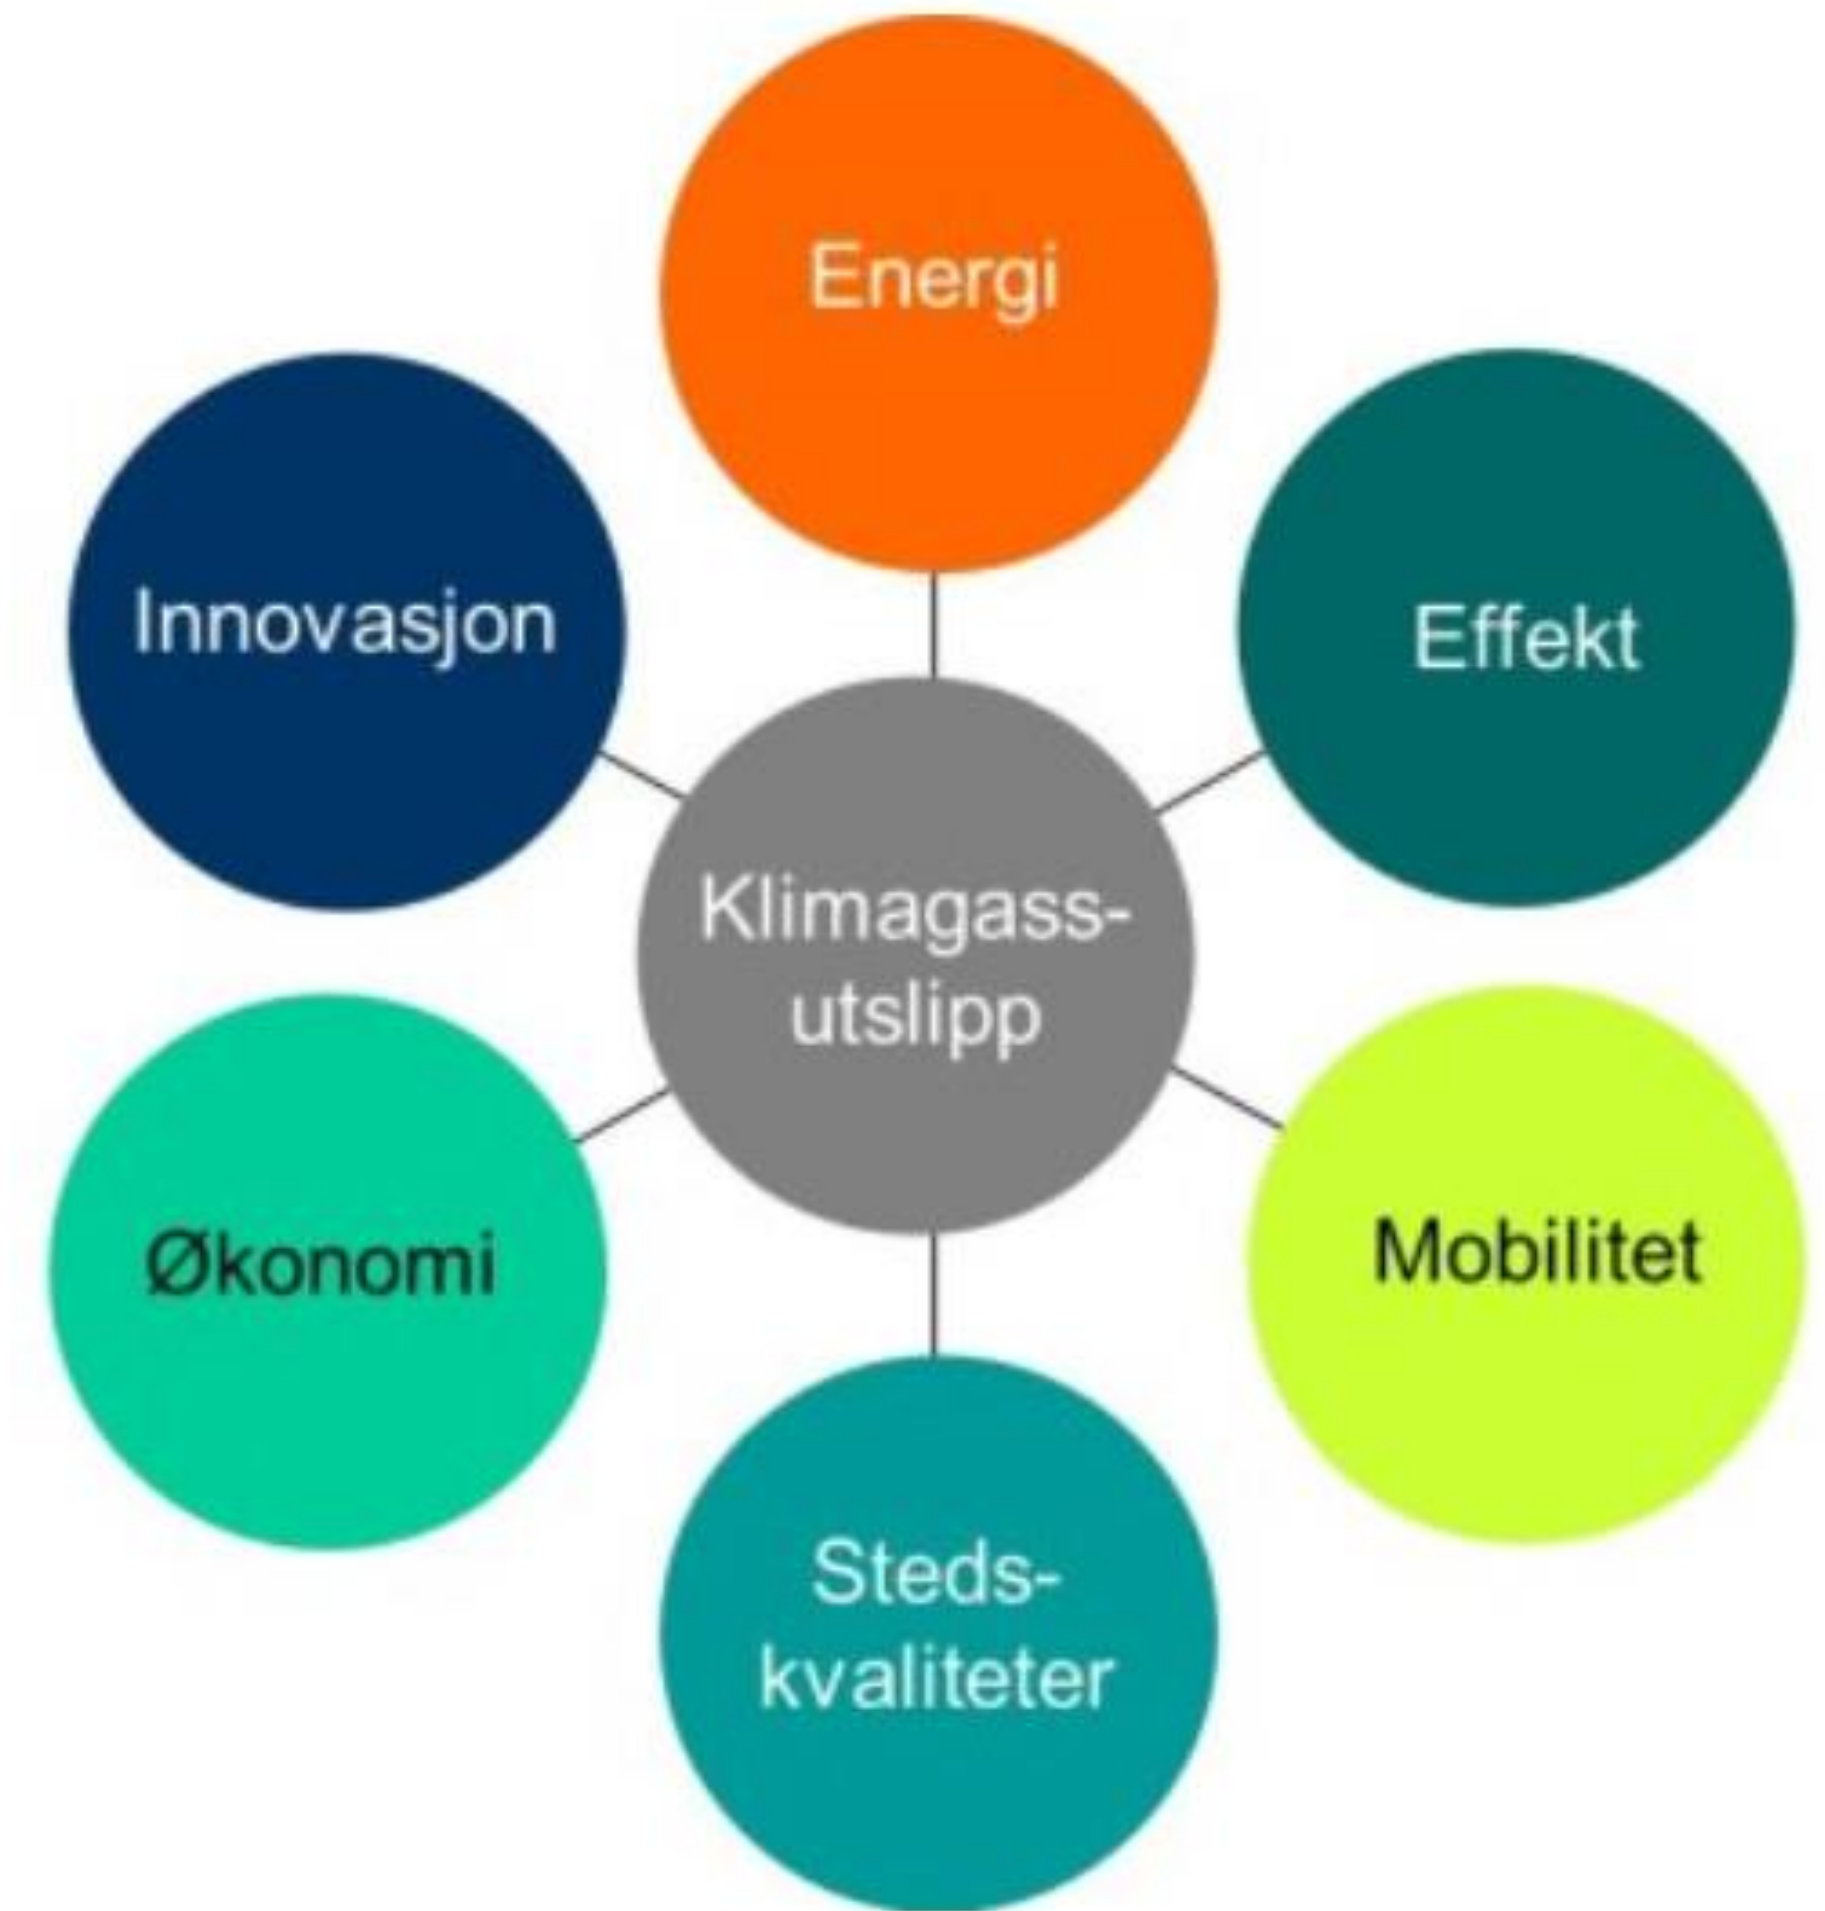 Energi
Innovasjon
Effekt
Klimagass-
utslipp
Økonomi
Mobilitet
Steds-
kvaliteter